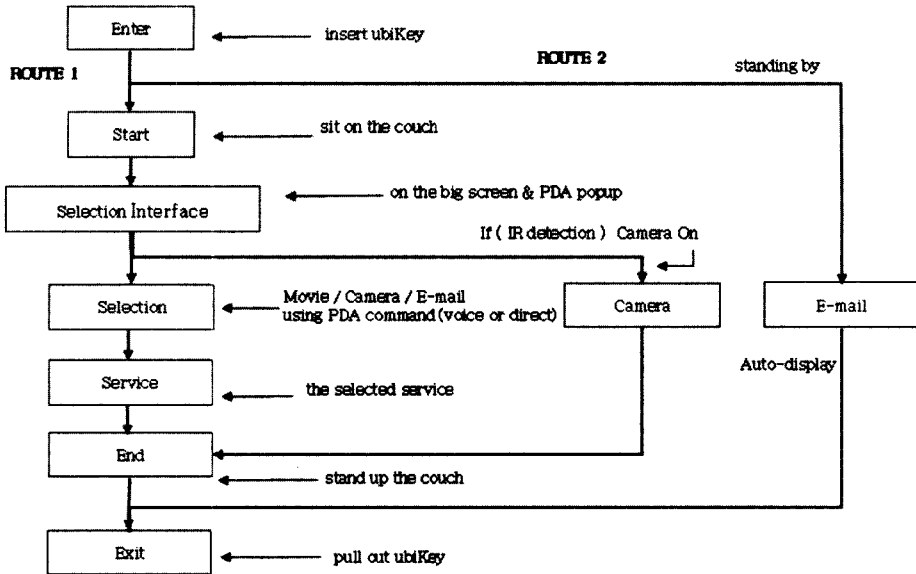 Enter
insert ubiKey
ROUTE 1
ROUTE 2
standing by
Start
sit on the couch
Selection Interface
on the big screen & PDA popup
If ( IR detection ) Camera On
Selection
Movie / Camera / E-mail
using PDA command(voice or direct)
Camera
E-mail
Service
the selected service
Auto-display
End
stand up the couch
Exit
pull out ubiKey